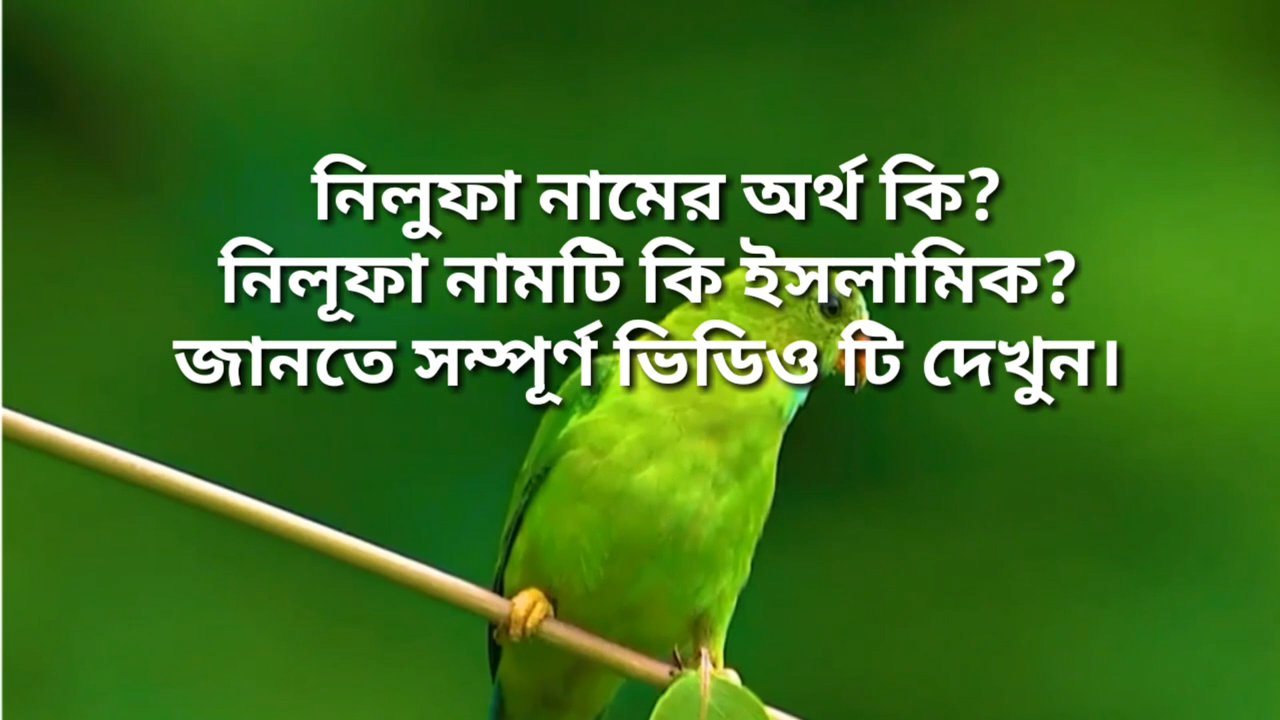 নিলুফা নামের অর্থ কি?
নিলূফা নামটি কি ইসলামিক?
জানতে সম্পূর্ণ ভিডিও টি দেখুন।